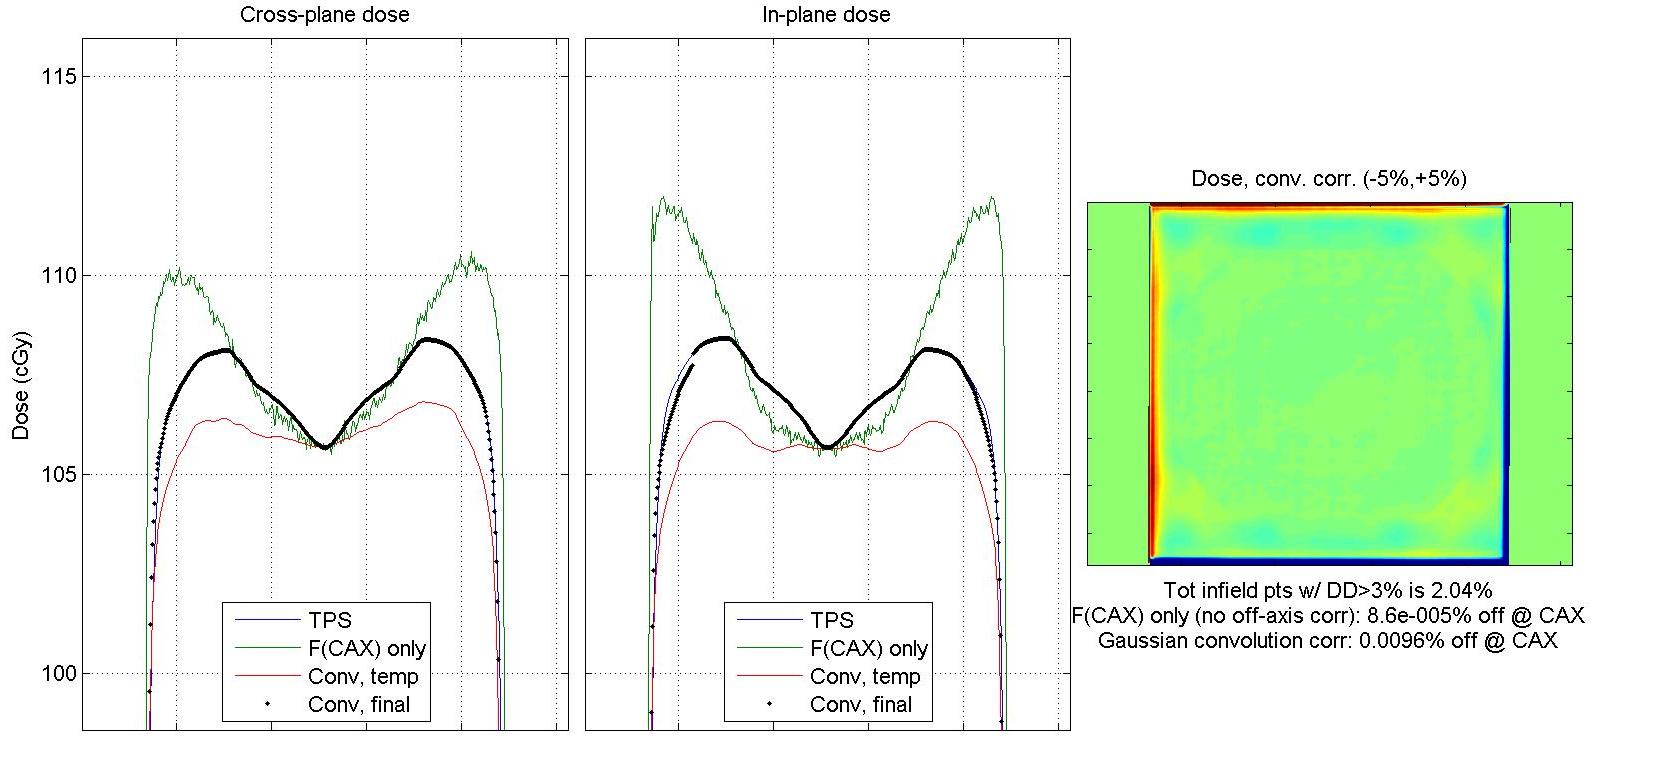 Cross-plane dose
In-plane dose
Dose (cGy)
115
110
105
100
TPS
F(CAX) only
Conv, temp
Conv, final
TPS
F(CAX) only
Conv, temp
Conv, final
Dose, conv. corr. (-5%,+5%)
Tot infield pts w/ DD>3% is 2.04%
F(CAX) only (no off-axis corr): 8.6e-005% off @ CAX
Gaussian convolution corr: 0.0096% off @ CAX